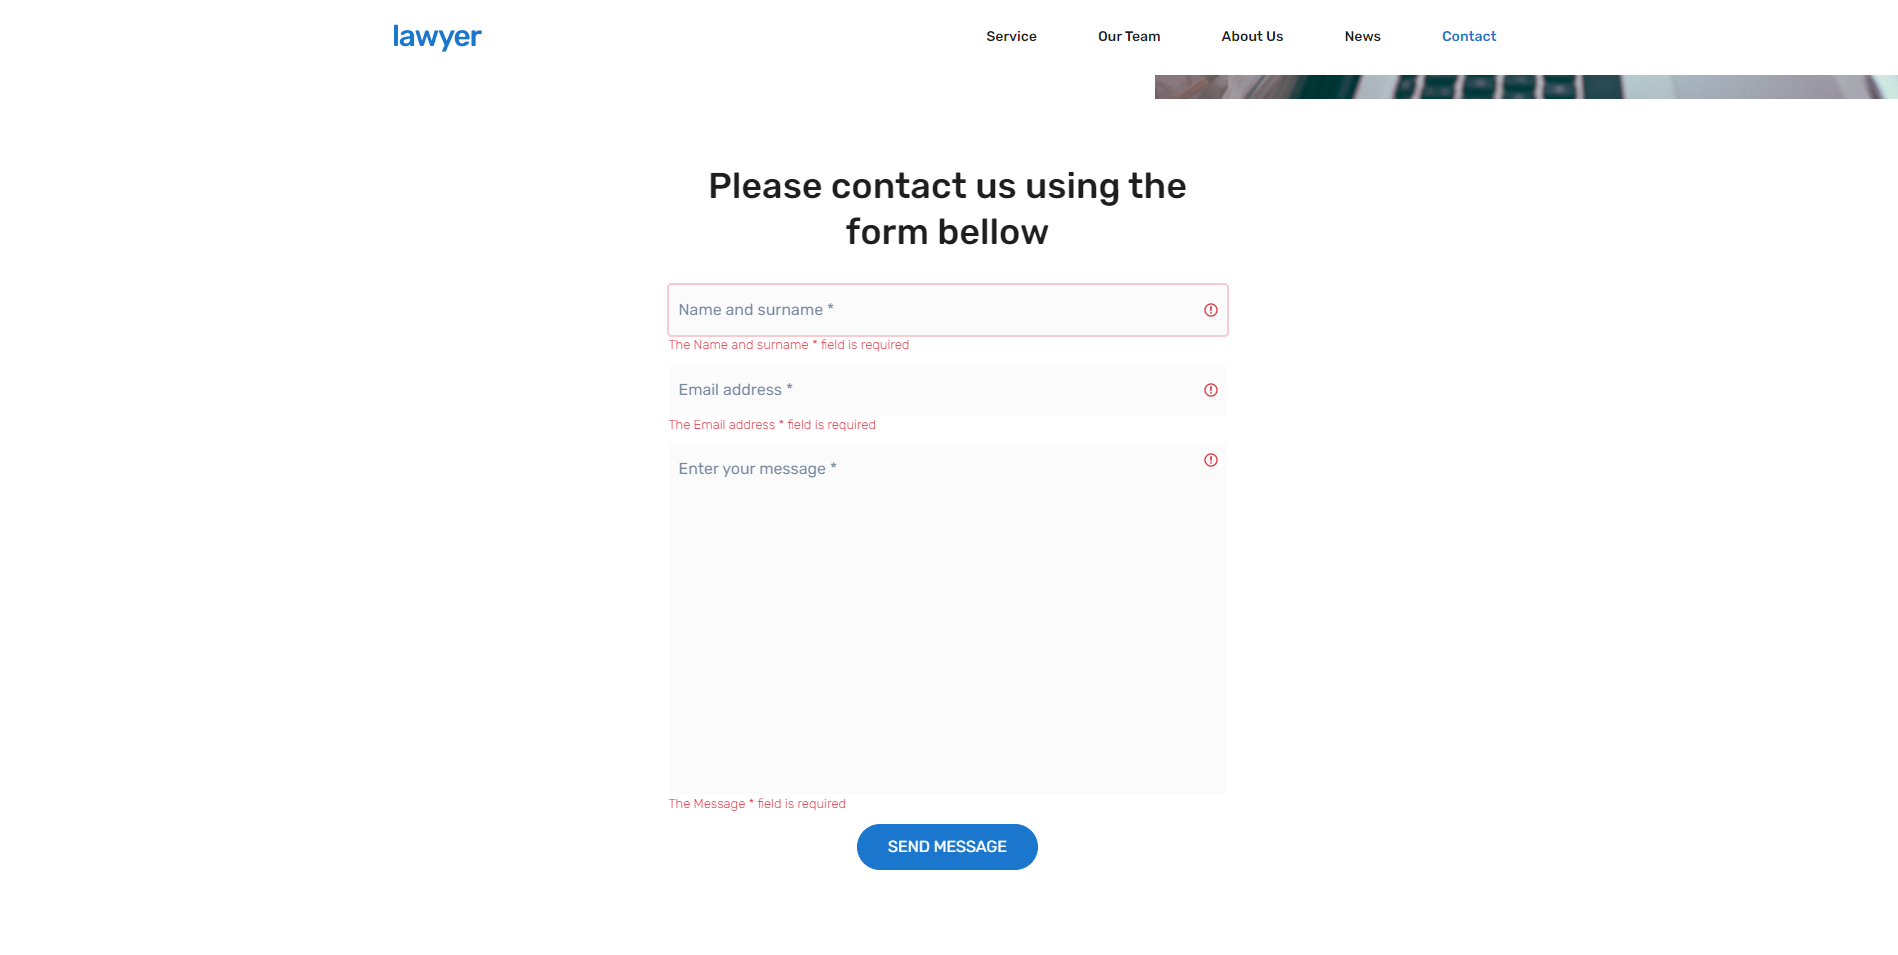 lawyer
Service
Our Team
About Us
News
Contact
Please contact us using the
form bellow
Name and surname *
The Name and surname * field is required
Email address *
The Email address * field is required
Enter your message *
The Message * field is required
SEND MESSAGE